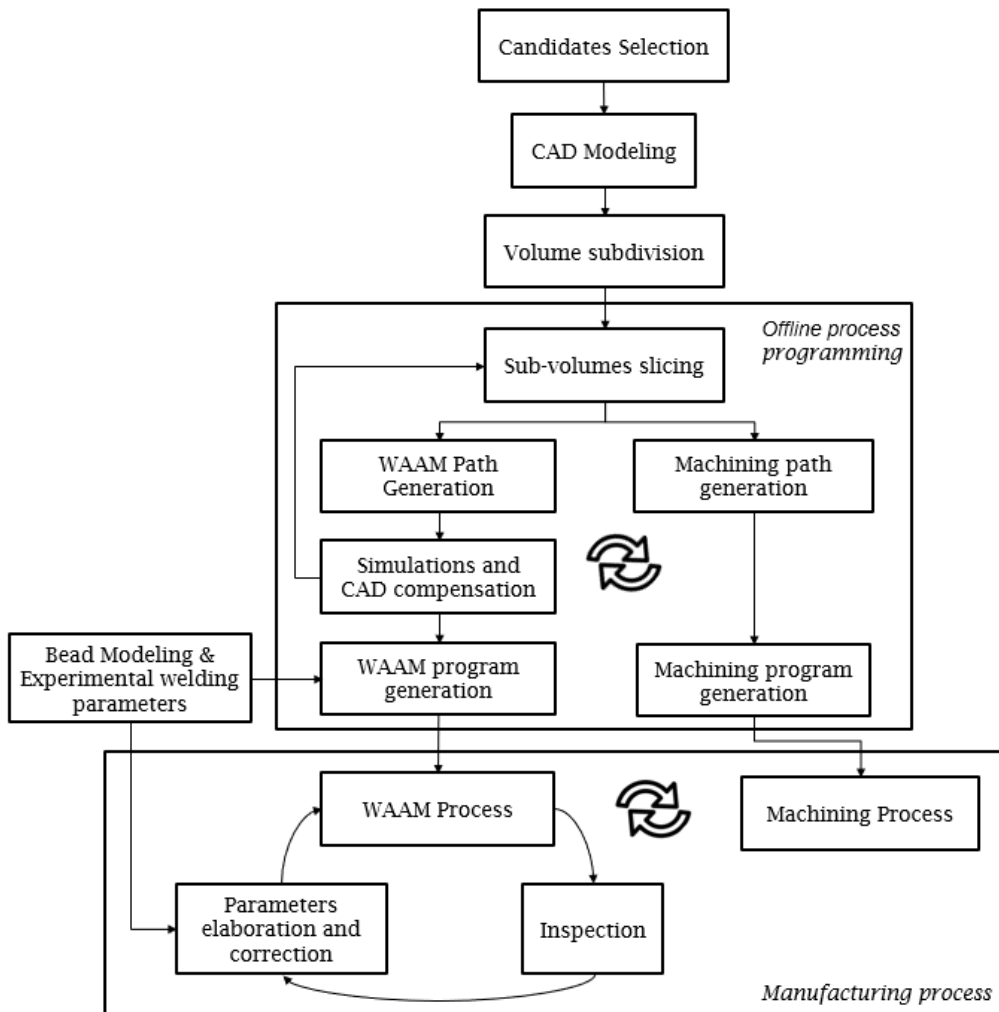 Candidates Selection
CAD Modeling
Volume subdivision
Offline process
programming
Sub-volumes slicing
WAAM Path
Generation
Machining path
generation
Simulations and
CAD compensation
Bead Modeling &
Experimental welding
parameters
WAAM program
generation
Machining program
generation
WAAM Process
Machining Process
Parameters
elaboration and
correction
Inspection
Manufacturing process